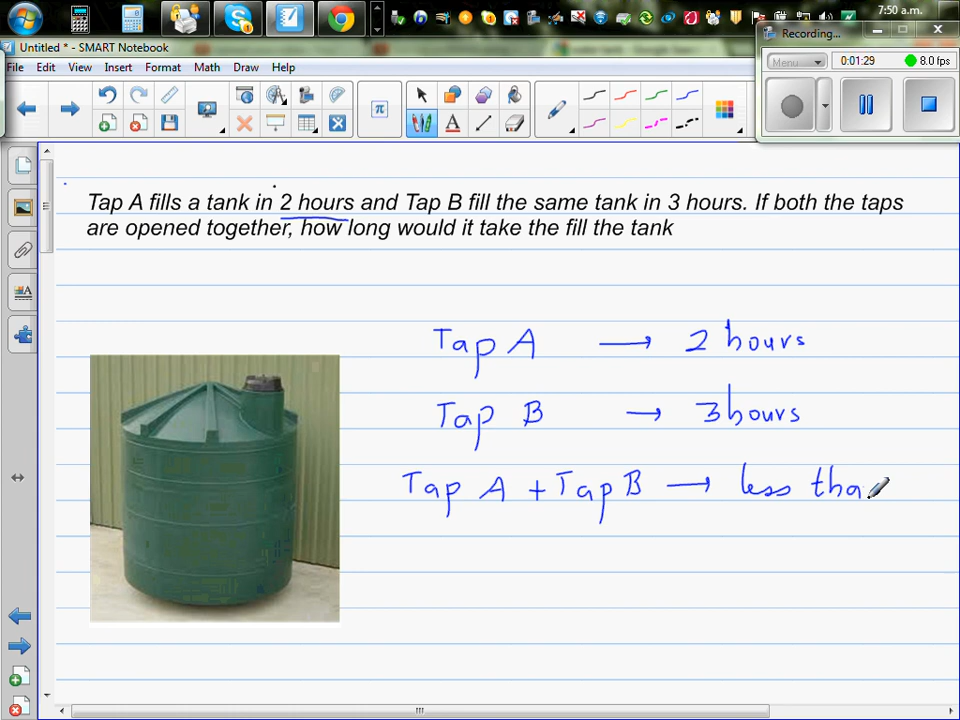 7:50 a.m.
Untitled * - SMART Notebook
Recording...
File Edit View Insert Format Math Draw Help
Menu 0:01:29 8.0 fps
Tap A fills a tank in 2 hours and Tap B fill the same tank in 3 hours. If both the taps
are opened together, how long would it take the fill the tank
Tap A → 2 hours
Tap B → 3 hours
Tap A + Tap B → less tha